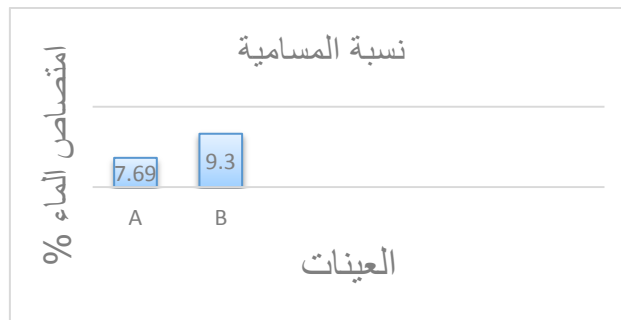 نسبة المسامية
امتصاص الماء %
7.69
9.3
A
B
العينات